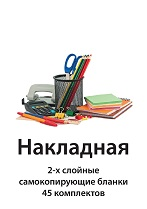 Накладная
2-х слойные
самокопирующие бланки
45 комплектов